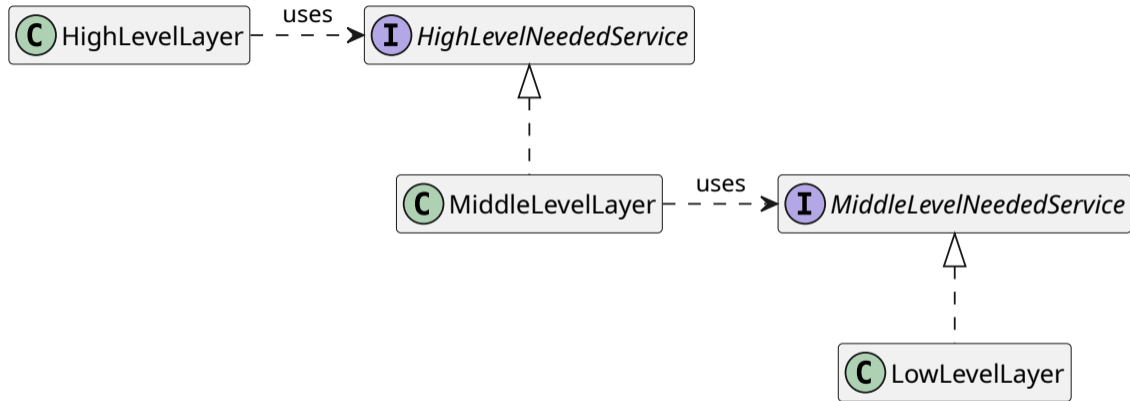 uses
C HighLevelLayer
I HighLevelNeededService
uses
C MiddleLevelLayer
I MiddleLevelNeededService
C LowLevelLayer